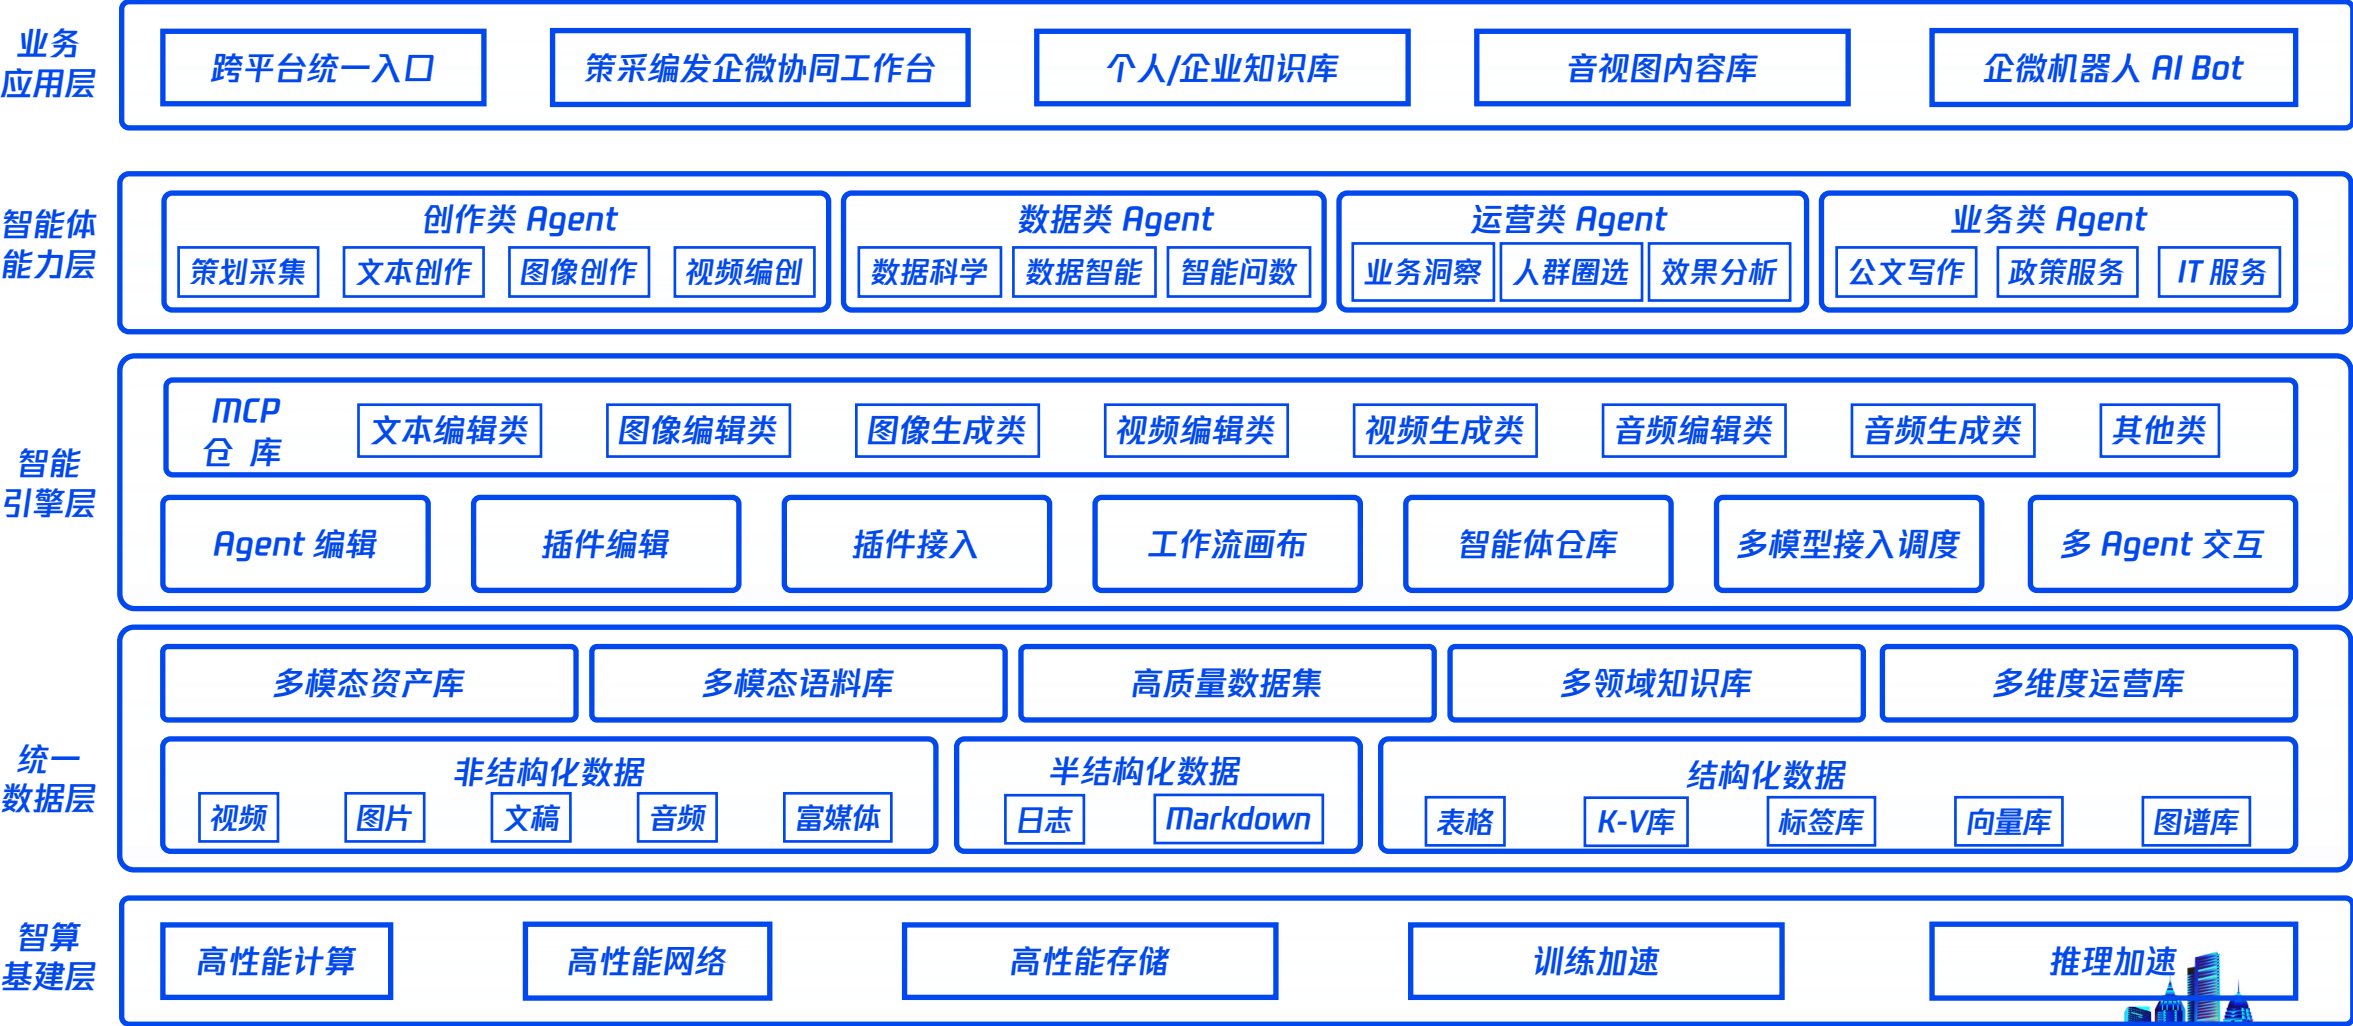 业务
应用层
跨平台统一入口
策采编发企微协同工作台
个人/企业知识库
音视图内容库
企微机器人 AI Bot
智能体
能力层
创作类 Agent
策划采集
文本创作
图像创作
视频编创
数据类 Agent
数据科学
数据智能
智能问数
运营类 Agent
业务洞察
人群圈选
效果分析
业务类 Agent
公文写作
政策服务
IT 服务
智能
引擎层
MCP
仓 库
文本编辑类
图像编辑类
图像生成类
视频编辑类
视频生成类
音频编辑类
音频生成类
其他类
Agent 编辑
插件编辑
插件接入
工作流画布
智能体仓库
多模型接入调度
多 Agent 交互
统一
数据层
多模态资产库
多模态语料库
高质量数据集
多领域知识库
多维度运营库
非结构化数据
视频
图片
文稿
音频
富媒体
半结构化数据
日志
Markdown
结构化数据
表格
K-V库
标签库
向量库
图谱库
智算
基建层
高性能计算
高性能网络
高性能存储
训练加速
推理加速